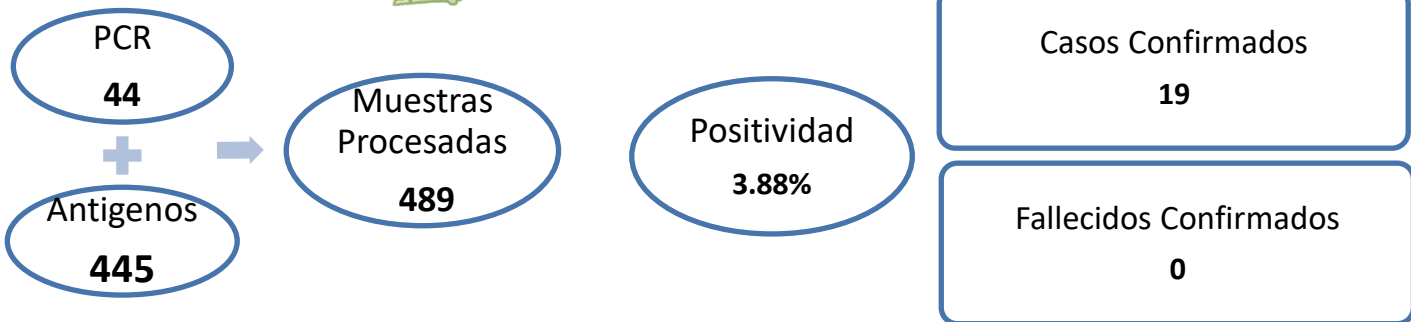 PCR
44
Antigenos
445
Muestras
Procesadas
489
Positividad
3.88%
Casos Confirmados
19
Fallecidos Confirmados
0